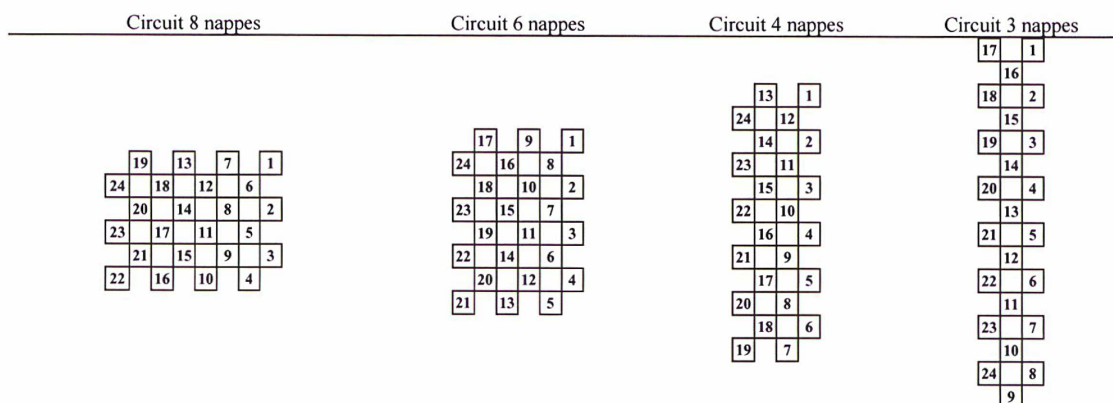 Circuit 8 nappes
19 13 7 1
24 18 12 6
20 14 8 2
23 17 11 5
21 15 9 3
22 16 10 4
Circuit 6 nappes
17 9 1
24 16 8
18 10 2
23 15 7
19 11 3
22 14 6
20 12 4
21 13 5
Circuit 4 nappes
13 1
24 12
14 2
23 11
15 3
22 10
16 4
21 9
17 5
20 8
18 6
19 7
Circuit 3 nappes
17 1
16
18 2
15
19 3
14
20 4
13
21 5
12
22 6
11
23 7
10
24 8
9